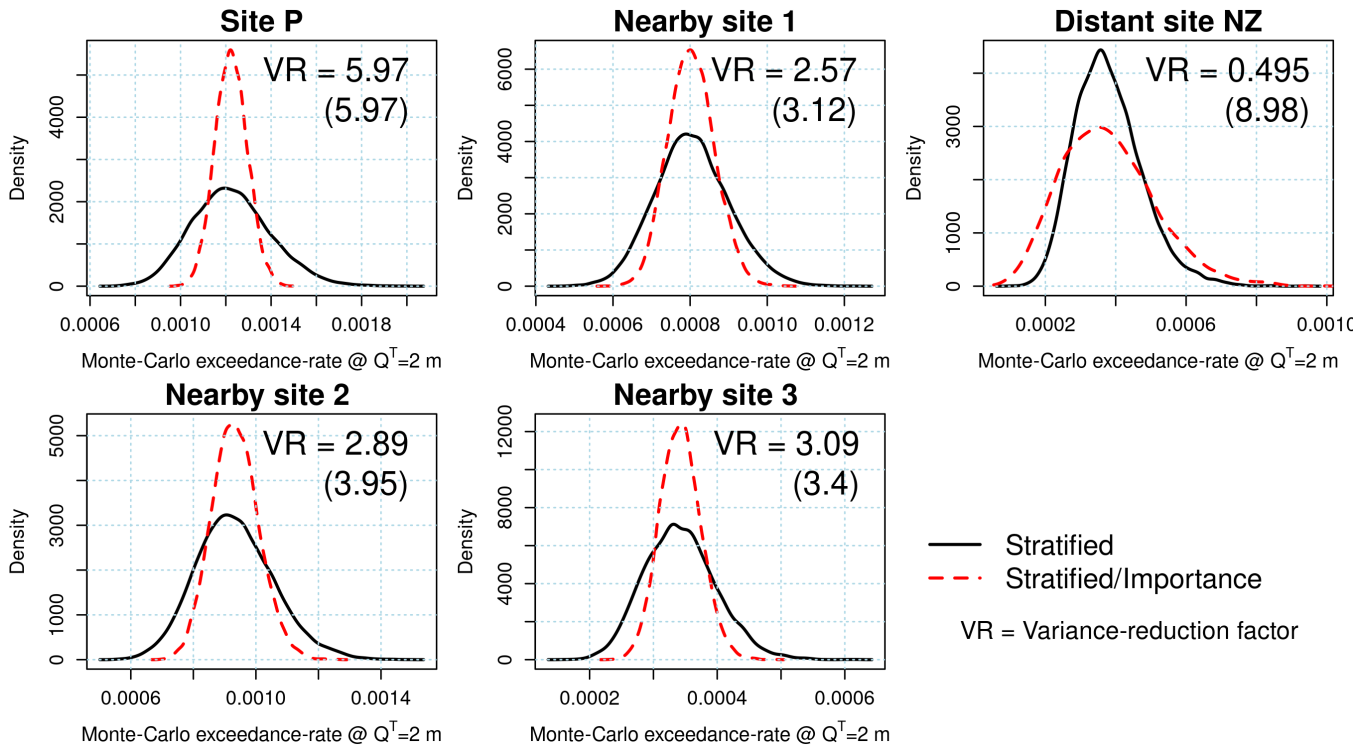 Site P
VR = 5.97
(5.97)
Density
0
2000
4000
0.0006
0.0010
0.0014
0.0018
Monte-Carlo exceedance-rate @ Q^T=2 m
Nearby site 1
VR = 2.57
(3.12)
Density
0
2000
4000
6000
0.0004
0.0006
0.0008
0.0010
0.0012
Monte-Carlo exceedance-rate @ Q^T=2 m
Distant site NZ
VR = 0.495
(8.98)
Density
0
1000
3000
0.0002
0.0006
0.0010
Monte-Carlo exceedance-rate @ Q^T=2 m
Nearby site 2
VR = 2.89
(3.95)
Density
0
1000
3000
5000
0.0006
0.0010
0.0014
Monte-Carlo exceedance-rate @ Q^T=2 m
Nearby site 3
VR = 3.09
(3.4)
Density
0
4000
8000
12000
0.0002
0.0004
0.0006
Monte-Carlo exceedance-rate @ Q^T=2 m
Stratified
Stratified/Importance
VR = Variance-reduction factor